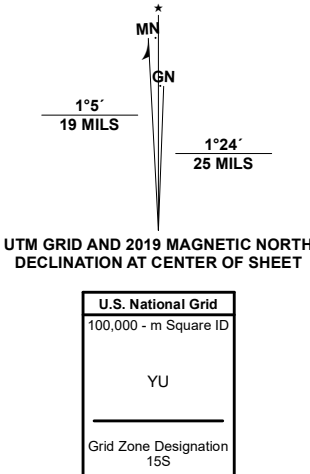 MN
GN
1°5´
19 MILS
1°24´
25 MILS
UTM GRID AND 2019 MAGNETIC NORTH
DECLINATION AT CENTER OF SHEET
U.S. National Grid
100,000 - m Square ID
YU
Grid Zone Designation
15S